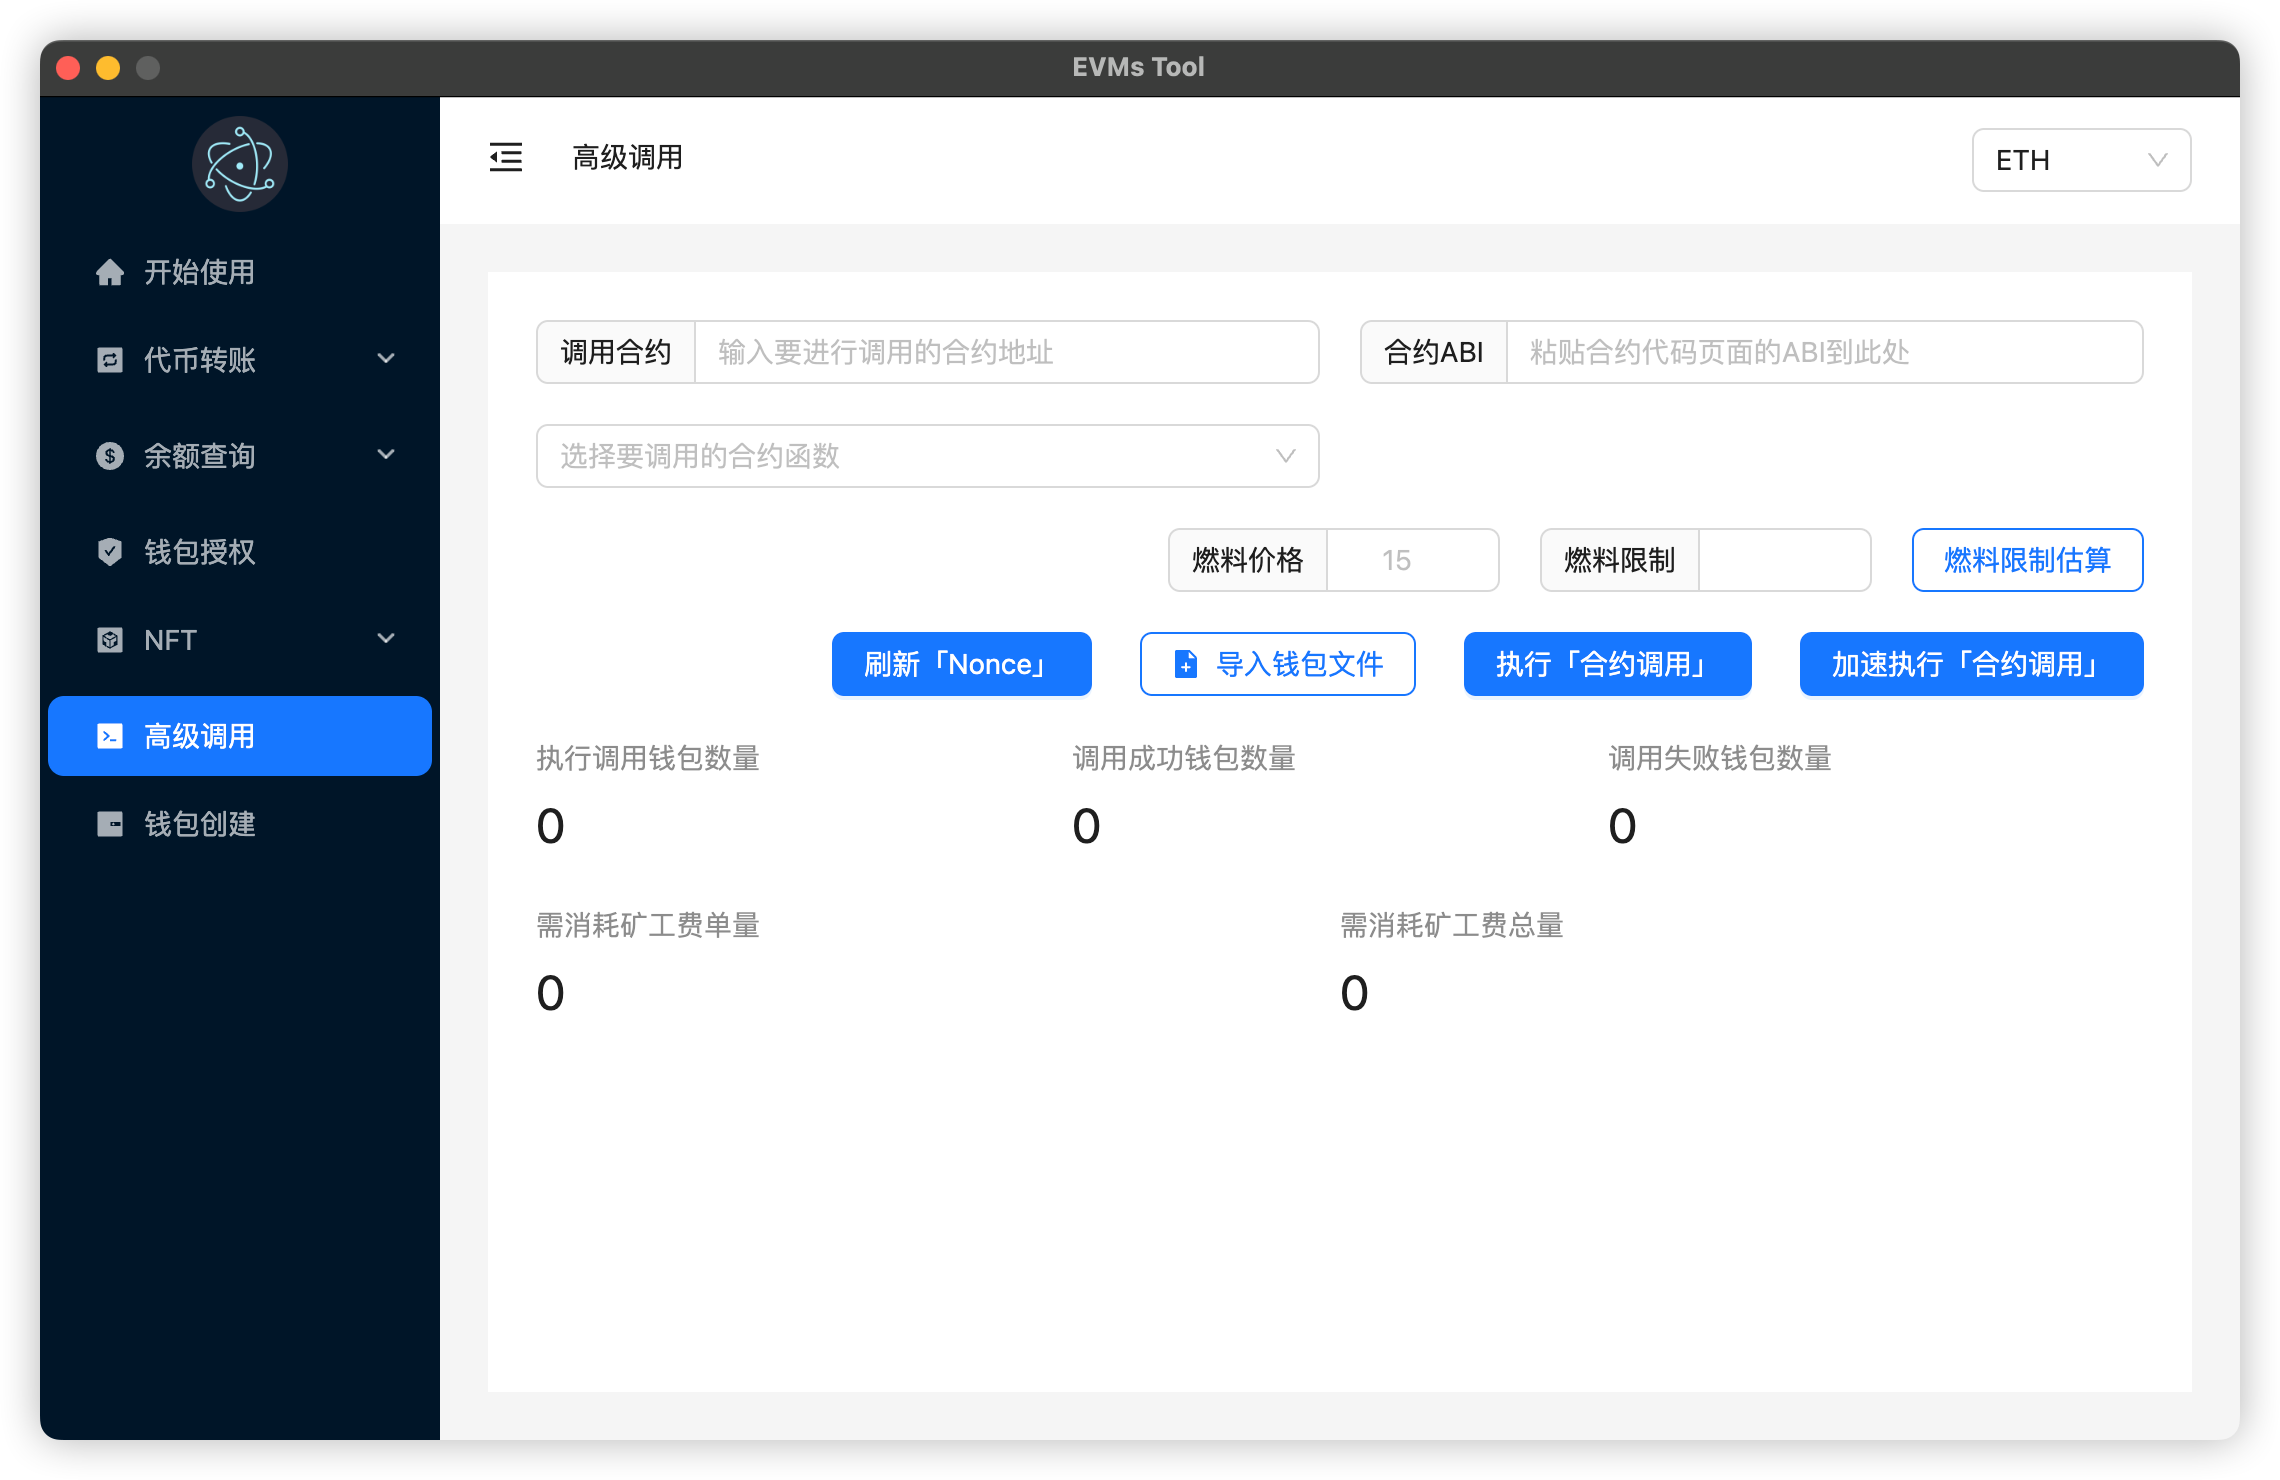 EVMs Tool
高级调用
ETH
开始使用
代币转账
余额查询
钱包授权
NFT
高级调用
钱包创建
调用合约 输入要进行调用的合约地址
合约ABI 粘贴合约代码页面的ABI到此处
选择要调用的合约函数
燃料价格 15
燃料限制
燃料限制估算
刷新「Nonce」
导入钱包文件
执行「合约调用」
加速执行「合约调用」
执行调用钱包数量
调用成功钱包数量
调用失败钱包数量
0
0
0
需消耗矿工费单量
需消耗矿工费总量
0
0